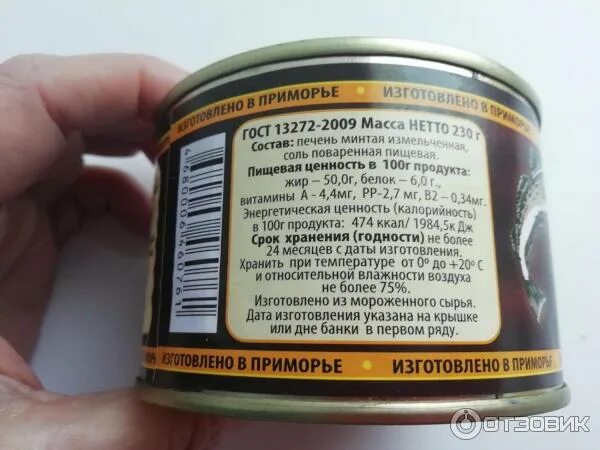 ИЗГОТОВЛЕНО В ПРИМОРЬЕ • ИЗГОТОВЛЕНО В ПРИМОРЬЕ
ГОСТ 13272-2009 Масса НЕТТО 230 г
Состав: печень минтая измельченная,
соль поваренная пищевая.
Пищевая ценность в 100г продукта:
жир – 50,0г, белок – 6,0 г.,
витамины А - 4,4мг, РР-2,7 мг, В2 – 0,34мг.
Энергетическая ценность (калорийность)
в 100г продукта: 474 ккал/ 1984,5к Дж
Срок хранения (годности) не более
24 месяцев с даты изготовления.
Хранить при температуре от 0° до +20° С
и относительной влажности воздуха
не более 75%.
Изготовлено из мороженного сырья.
Дата изготовления указана на крышке
или дне банки в первом ряду.
4680006460761
ИЗГОТОВЛЕНО В ПРИМОРЬЕ • ИЗГОТОВЛЕНО В ПРИМОРЬЕ
ОТЗОВИК